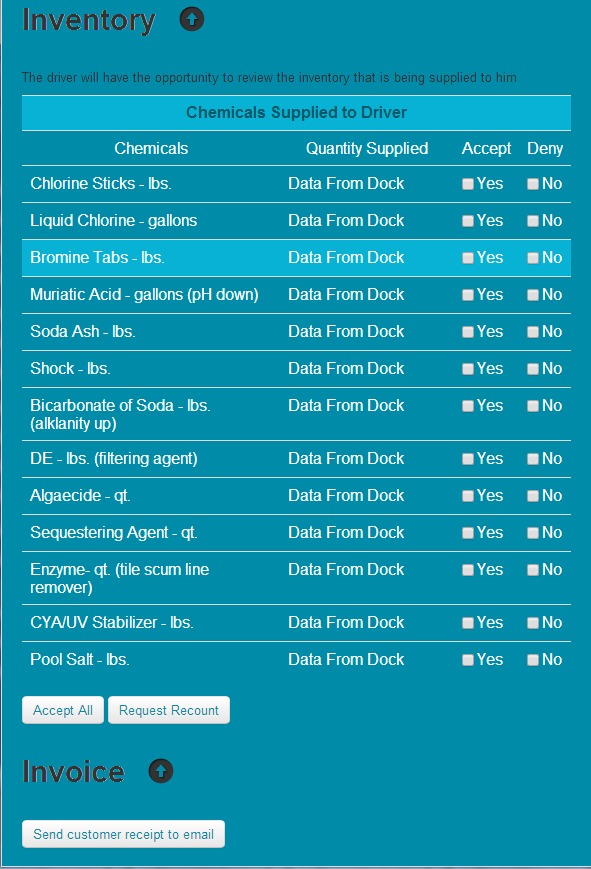 Inventory
The driver will have the opportunity to review the inventory that is being supplied to him
Chemicals Supplied to Driver
Chemicals Quantity Supplied Accept Deny
Chlorine Sticks - lbs. Data From Dock Yes No
Liquid Chlorine - gallons Data From Dock Yes No
Bromine Tabs - lbs. Data From Dock Yes No
Muriatic Acid - gallons (pH down) Data From Dock Yes No
Soda Ash - lbs. Data From Dock Yes No
Shock - lbs. Data From Dock Yes No
Bicarbonate of Soda - lbs. Data From Dock Yes No
(alklanity up)
DE - lbs. (filtering agent) Data From Dock Yes No
Algaecide - qt. Data From Dock Yes No
Sequestering Agent - qt. Data From Dock Yes No
Enzyme- qt. (tile scum line Data From Dock Yes No
remover)
CYA/UV Stabilizer - lbs. Data From Dock Yes No
Pool Salt - lbs. Data From Dock Yes No
Accept All Request Recount
Invoice
Send customer receipt to email